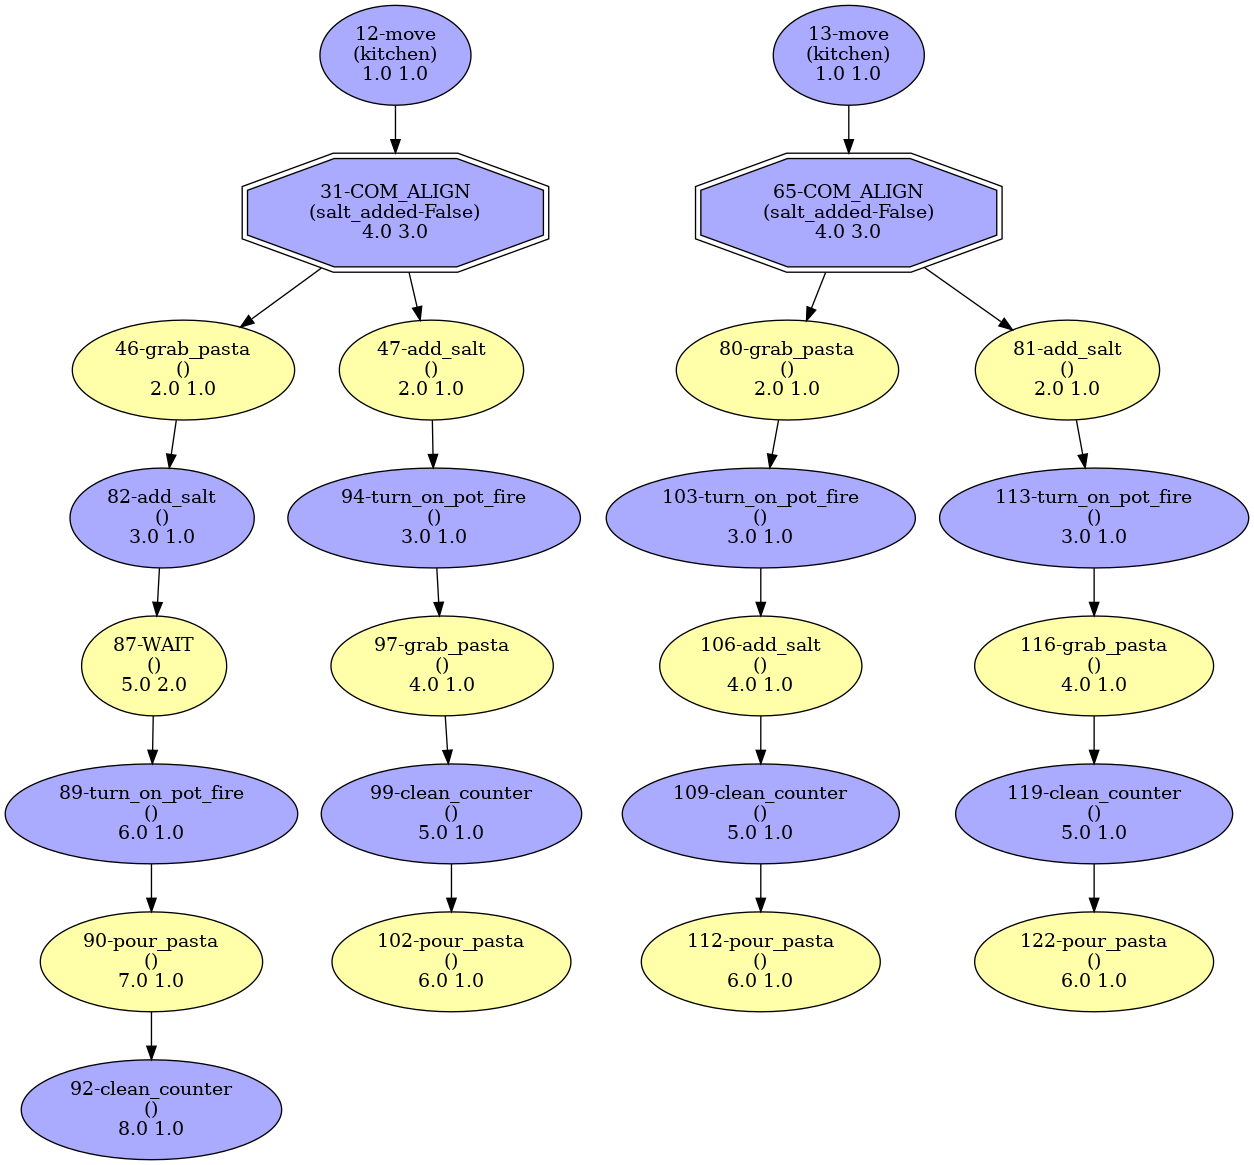 12-move
(kitchen)
1.0 1.0
13-move
(kitchen)
1.0 1.0
31-COM_ALIGN
(salt_added-False)
4.0 3.0
65-COM_ALIGN
(salt_added-False)
4.0 3.0
46-grab_pasta
()
2.0 1.0
47-add_salt
()
2.0 1.0
80-grab_pasta
()
2.0 1.0
81-add_salt
()
2.0 1.0
82-add_salt
()
3.0 1.0
94-turn_on_pot_fire
()
3.0 1.0
103-turn_on_pot_fire
()
3.0 1.0
113-turn_on_pot_fire
()
3.0 1.0
87-WAIT
()
5.0 2.0
97-grab_pasta
()
4.0 1.0
106-add_salt
()
4.0 1.0
116-grab_pasta
()
4.0 1.0
89-turn_on_pot_fire
()
6.0 1.0
99-clean_counter
()
5.0 1.0
109-clean_counter
()
5.0 1.0
119-clean_counter
()
5.0 1.0
90-pour_pasta
()
7.0 1.0
102-pour_pasta
()
6.0 1.0
112-pour_pasta
()
6.0 1.0
122-pour_pasta
()
6.0 1.0
92-clean_counter
()
8.0 1.0